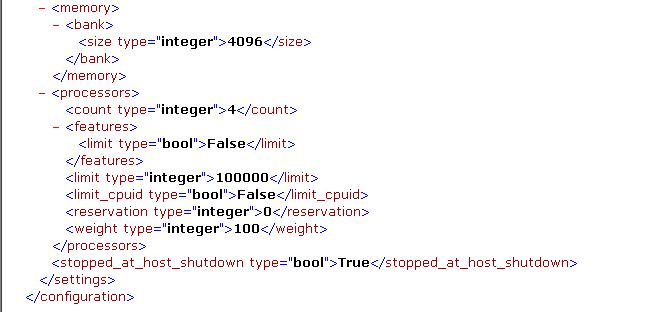 – <memory>
– <bank>
<size type="integer">4096</size>
</bank>
</memory>
– <processors>
<count type="integer">4</count>
– <features>
<limit type="bool">False</limit>
</features>
<limit type="integer">100000</limit>
<limit_cpuid type="bool">False</limit_cpuid>
<reservation type="integer">0</reservation>
<weight type="integer">100</weight>
</processors>
<stopped_at_host_shutdown type="bool">True</stopped_at_host_shutdown>
</settings>
</configuration>